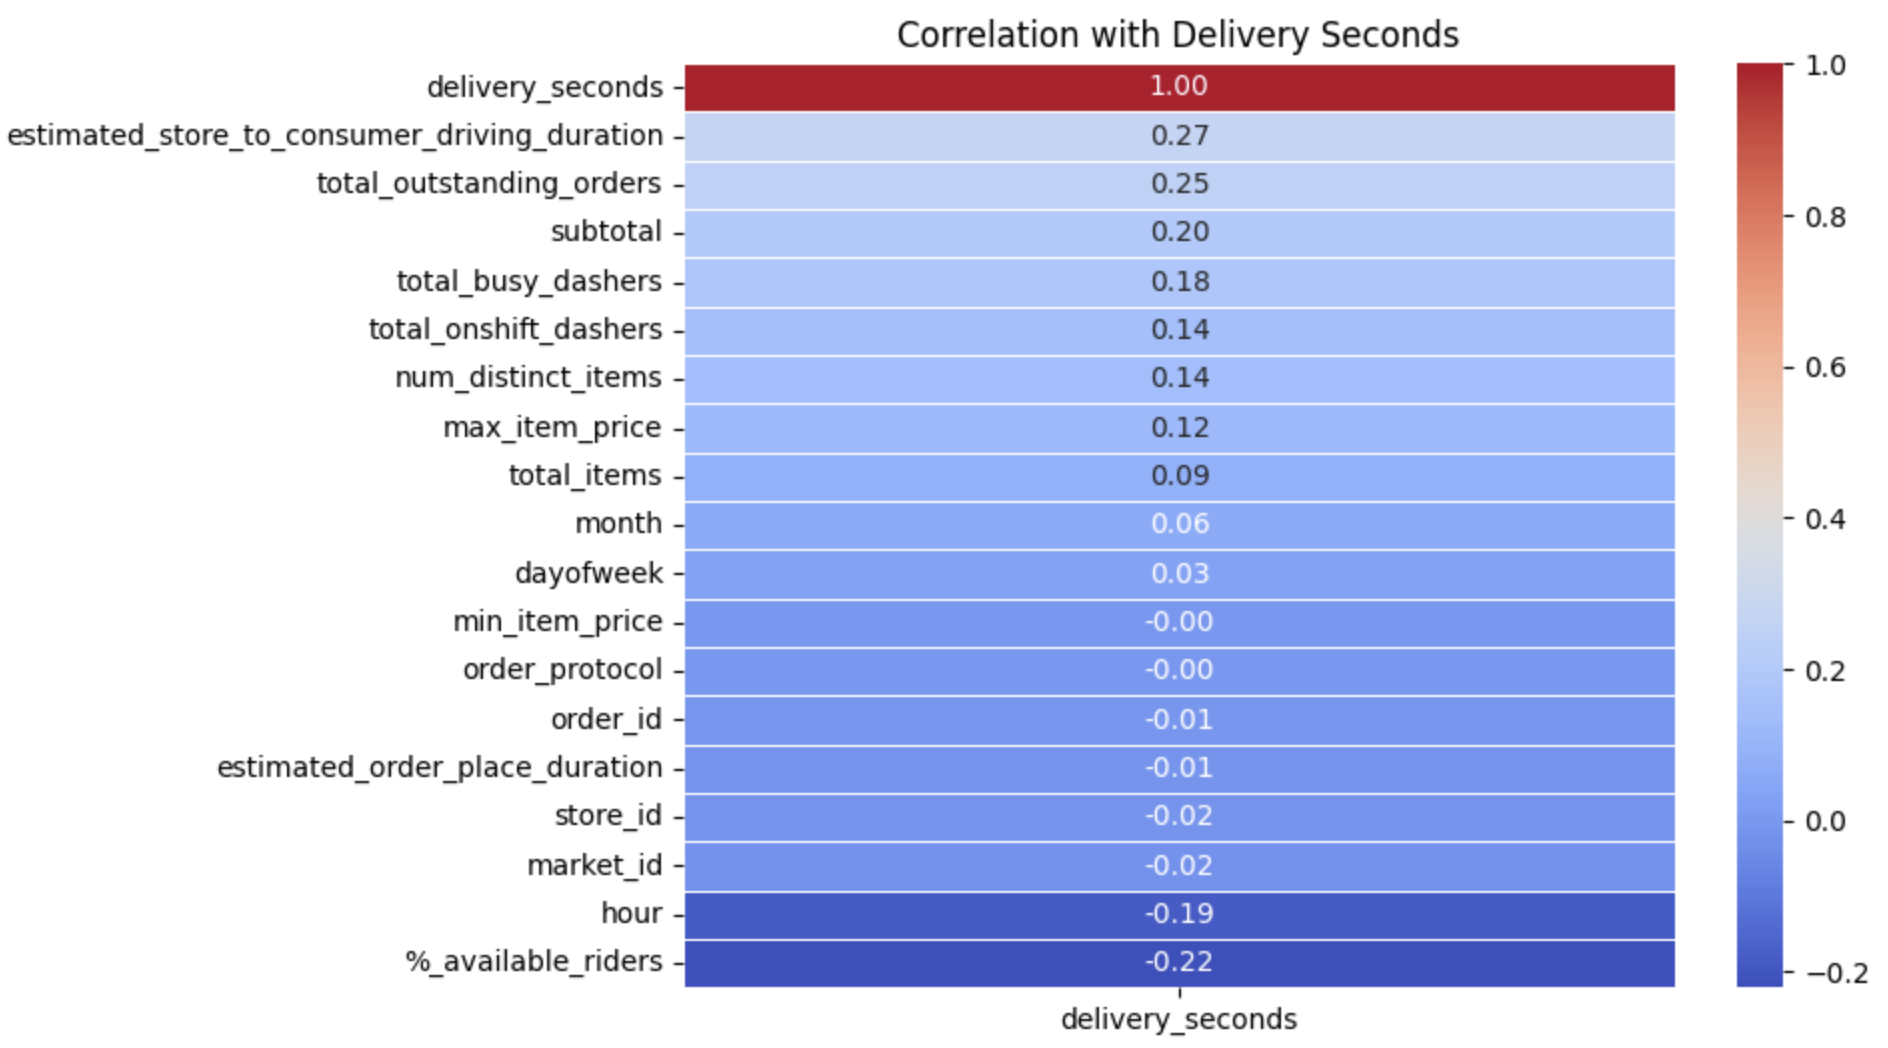 Correlation with Delivery Seconds
delivery_seconds 1.00
estimated_store_to_consumer_driving_duration 0.27
total_outstanding_orders 0.25
subtotal 0.20
total_busy_dashers 0.18
total_onshift_dashers 0.14
num_distinct_items 0.14
max_item_price 0.12
total_items 0.09
month 0.06
dayofweek 0.03
min_item_price -0.00
order_protocol -0.00
order_id -0.01
estimated_order_place_duration -0.01
store_id -0.02
market_id -0.02
hour -0.19
%_available_riders -0.22
delivery_seconds
1.0
0.8
0.6
0.4
0.2
0.0
−0.2